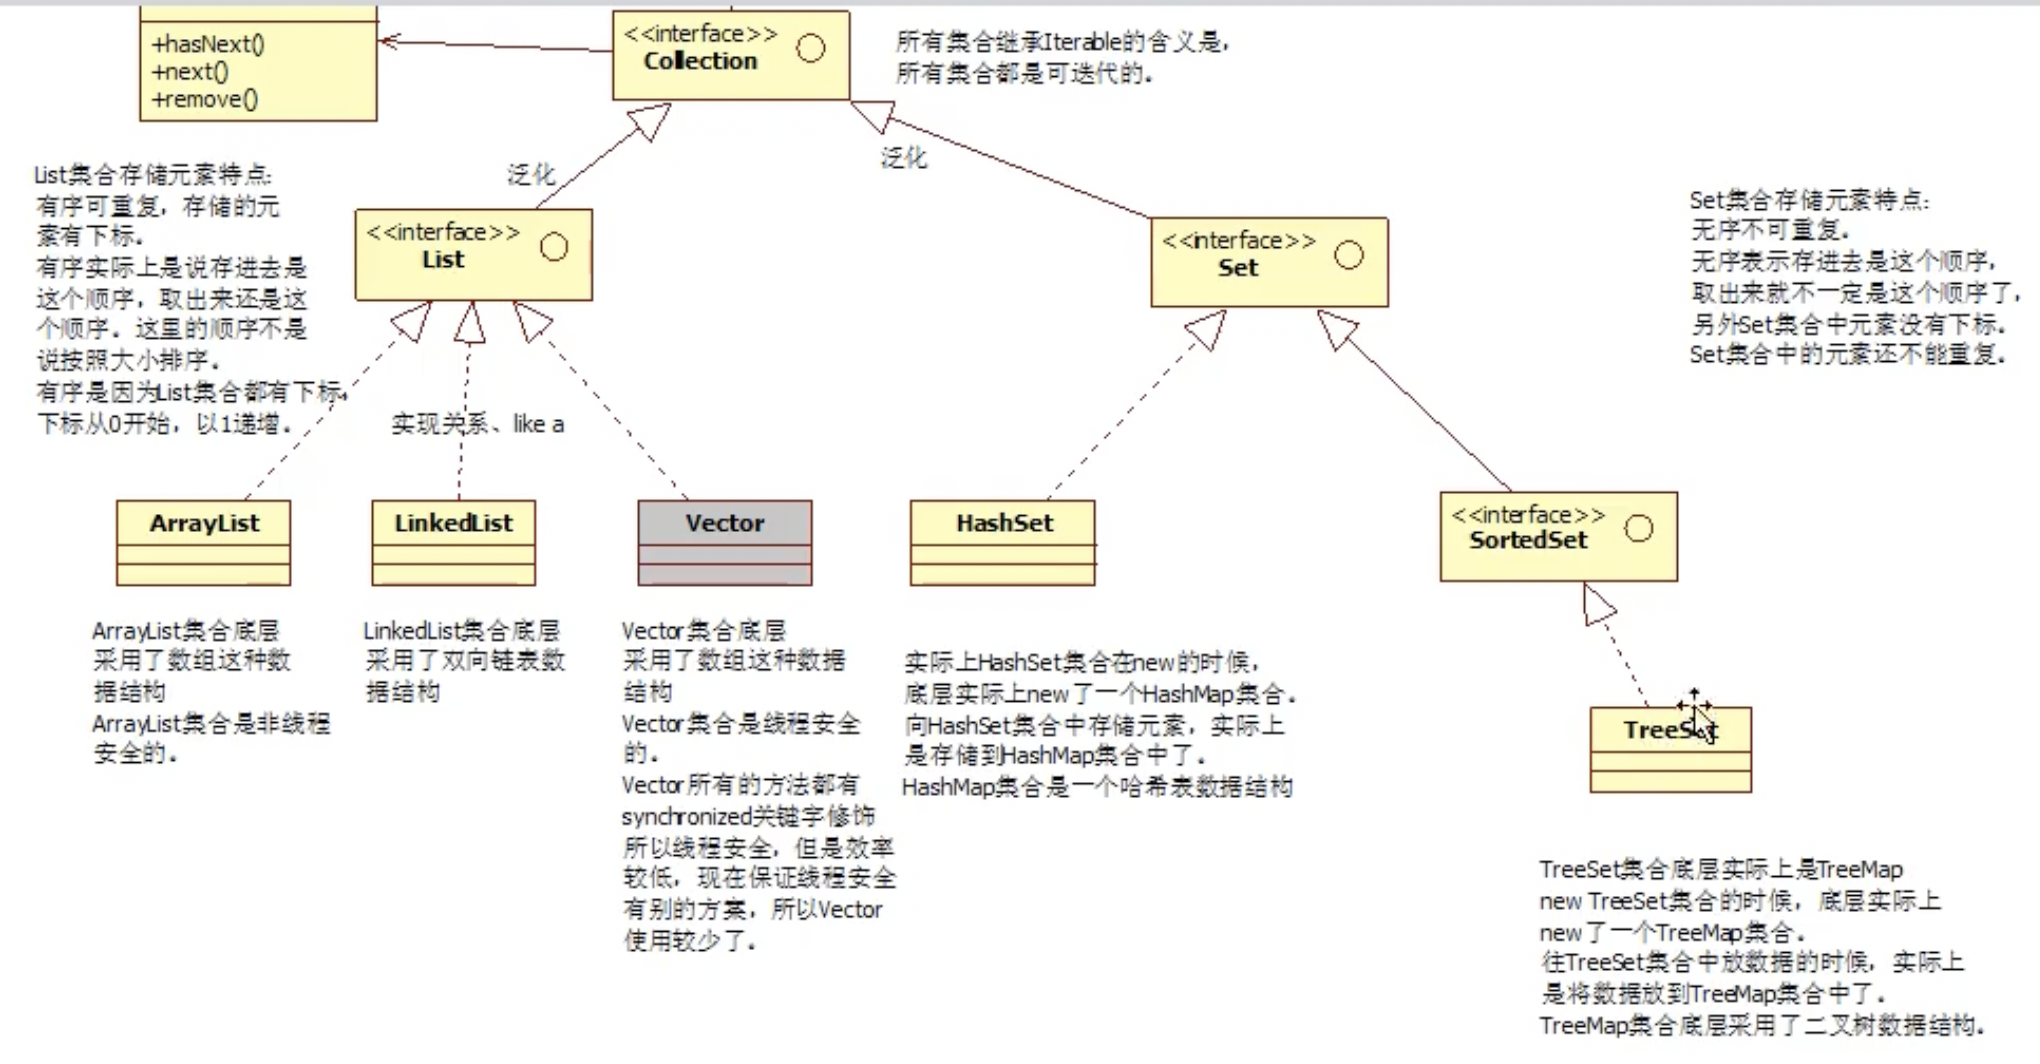 +hasNext()
+next()
+remove()
<<interface>>
Collection
所有集合继承Iterable的含义是，
所有集合都是可迭代的。
泛化
泛化
List集合存储元素特点：
有序可重复，存储的元
素有下标。
有序实际上是说存进去是
这个顺序，取出来还是这
个顺序。这里的顺序不是
说按照大小排序。
有序是因为List集合都有下标，
下标从0开始，以1递增。
<<interface>>
List
<<interface>>
Set
Set集合存储元素特点：
无序不可重复。
无序表示存进去是这个顺序，
取出来就不一定是这个顺序了，
另外Set集合中元素没有下标。
Set集合中的元素还不能重复。
实现关系、like a
ArrayList
LinkedList
Vector
HashSet
<<interface>>
SortedSet
ArrayList集合底层
采用了数组这种数
据结构
ArrayList集合是非线程
安全的。
LinkedList集合底层
采用了双向链表数
据结构
Vector集合底层
采用了数组这种数据
结构
Vector集合是线程安全
的。
Vector所有的方法都有
synchronized关键字修饰
所以线程安全，但是效率
较低，现在保证线程安全
有别的方案，所以Vector
使用较少了。
实际上HashSet集合在new的时候，
底层实际上new了一个HashMap集合。
向HashSet集合中存储元素，实际上
是存储到HashMap集合中了。
HashMap集合是一个哈希表数据结构
TreeSet
TreeSet集合底层实际上是TreeMap
new TreeSet集合的时候，底层实际上
new了一个TreeMap集合。
往TreeSet集合中放数据的时候，实际上
是将数据放到TreeMap集合中了。
TreeMap集合底层采用了二叉树数据结构。